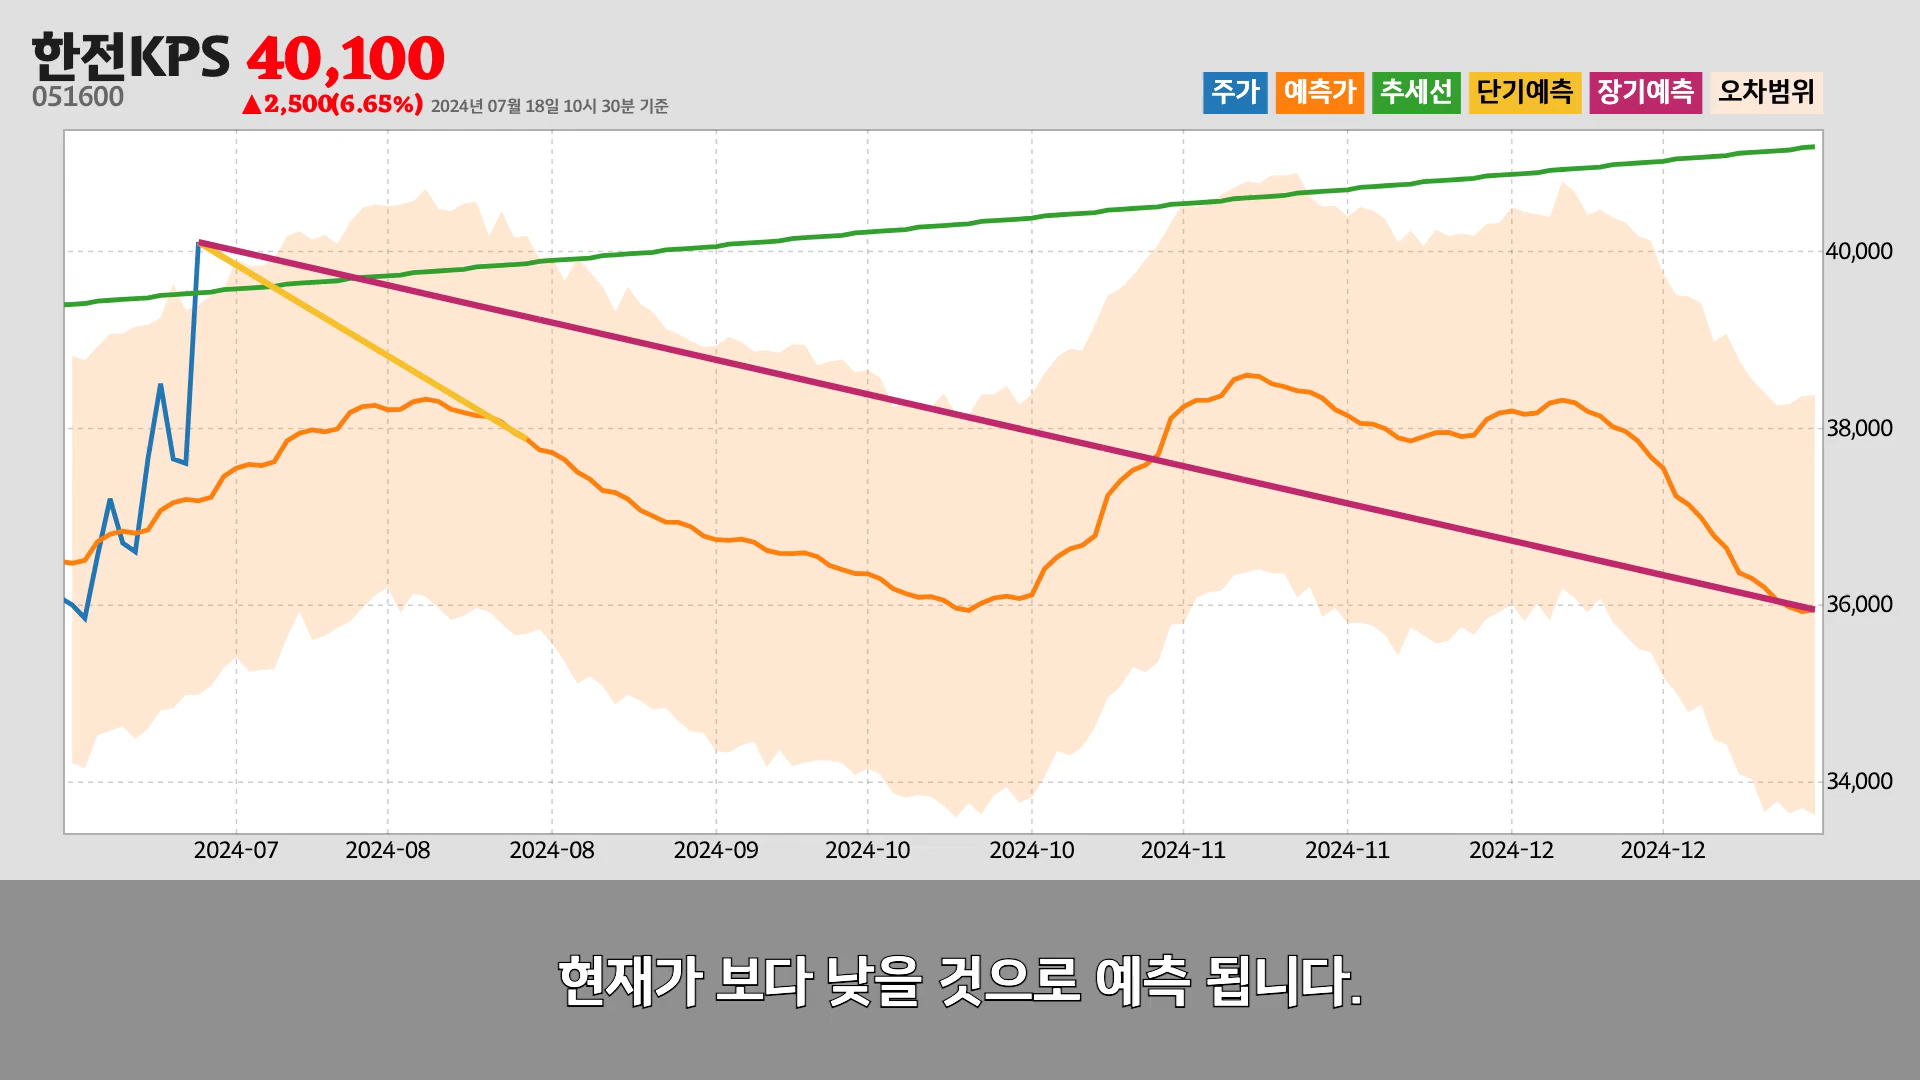 한전KPS 40,100
051600
▲2,500(6.65%) 2024년 07월 18일 10시 30분 기준
주가 예측가 추세선 단기예측 장기예측 오차범위
40,000
38,000
36,000
34,000
2024-07 2024-08 2024-08 2024-09 2024-10 2024-10 2024-11 2024-11 2024-12 2024-12
현재가 보다 낮을 것으로 예측 됩니다.